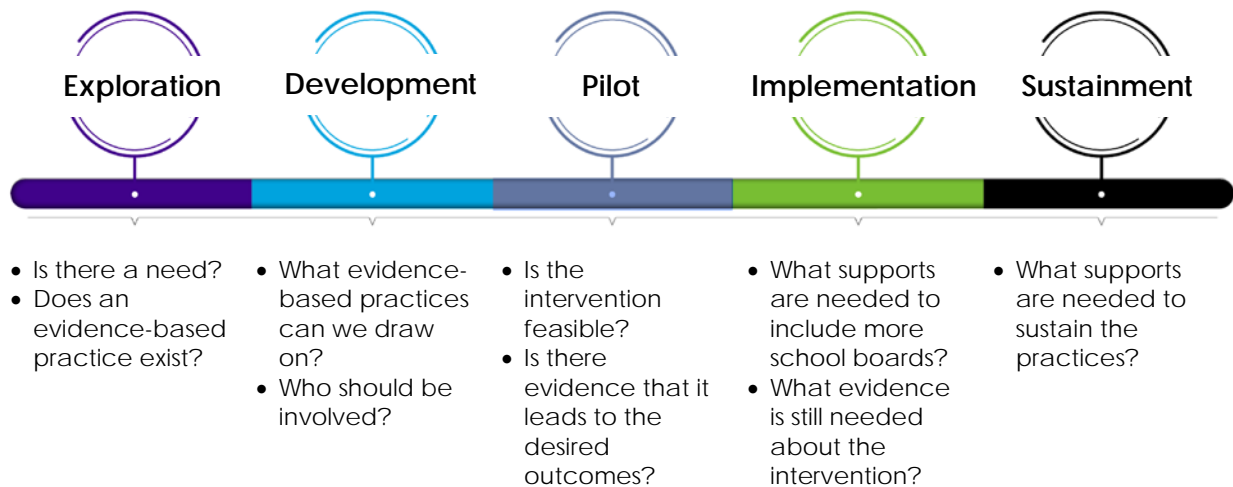 Exploration
Development
Pilot
Implementation
Sustainment
• Is there a need?
• Does an
evidence-based
practice exist?
• What evidence-
based practices
can we draw
on?
• Who should be
involved?
• Is the
intervention
feasible?
• Is there
evidence that it
leads to the
desired
outcomes?
• What supports
are needed to
include more
school boards?
• What evidence
is still needed
about the
intervention?
• What supports
are needed to
sustain the
practices?